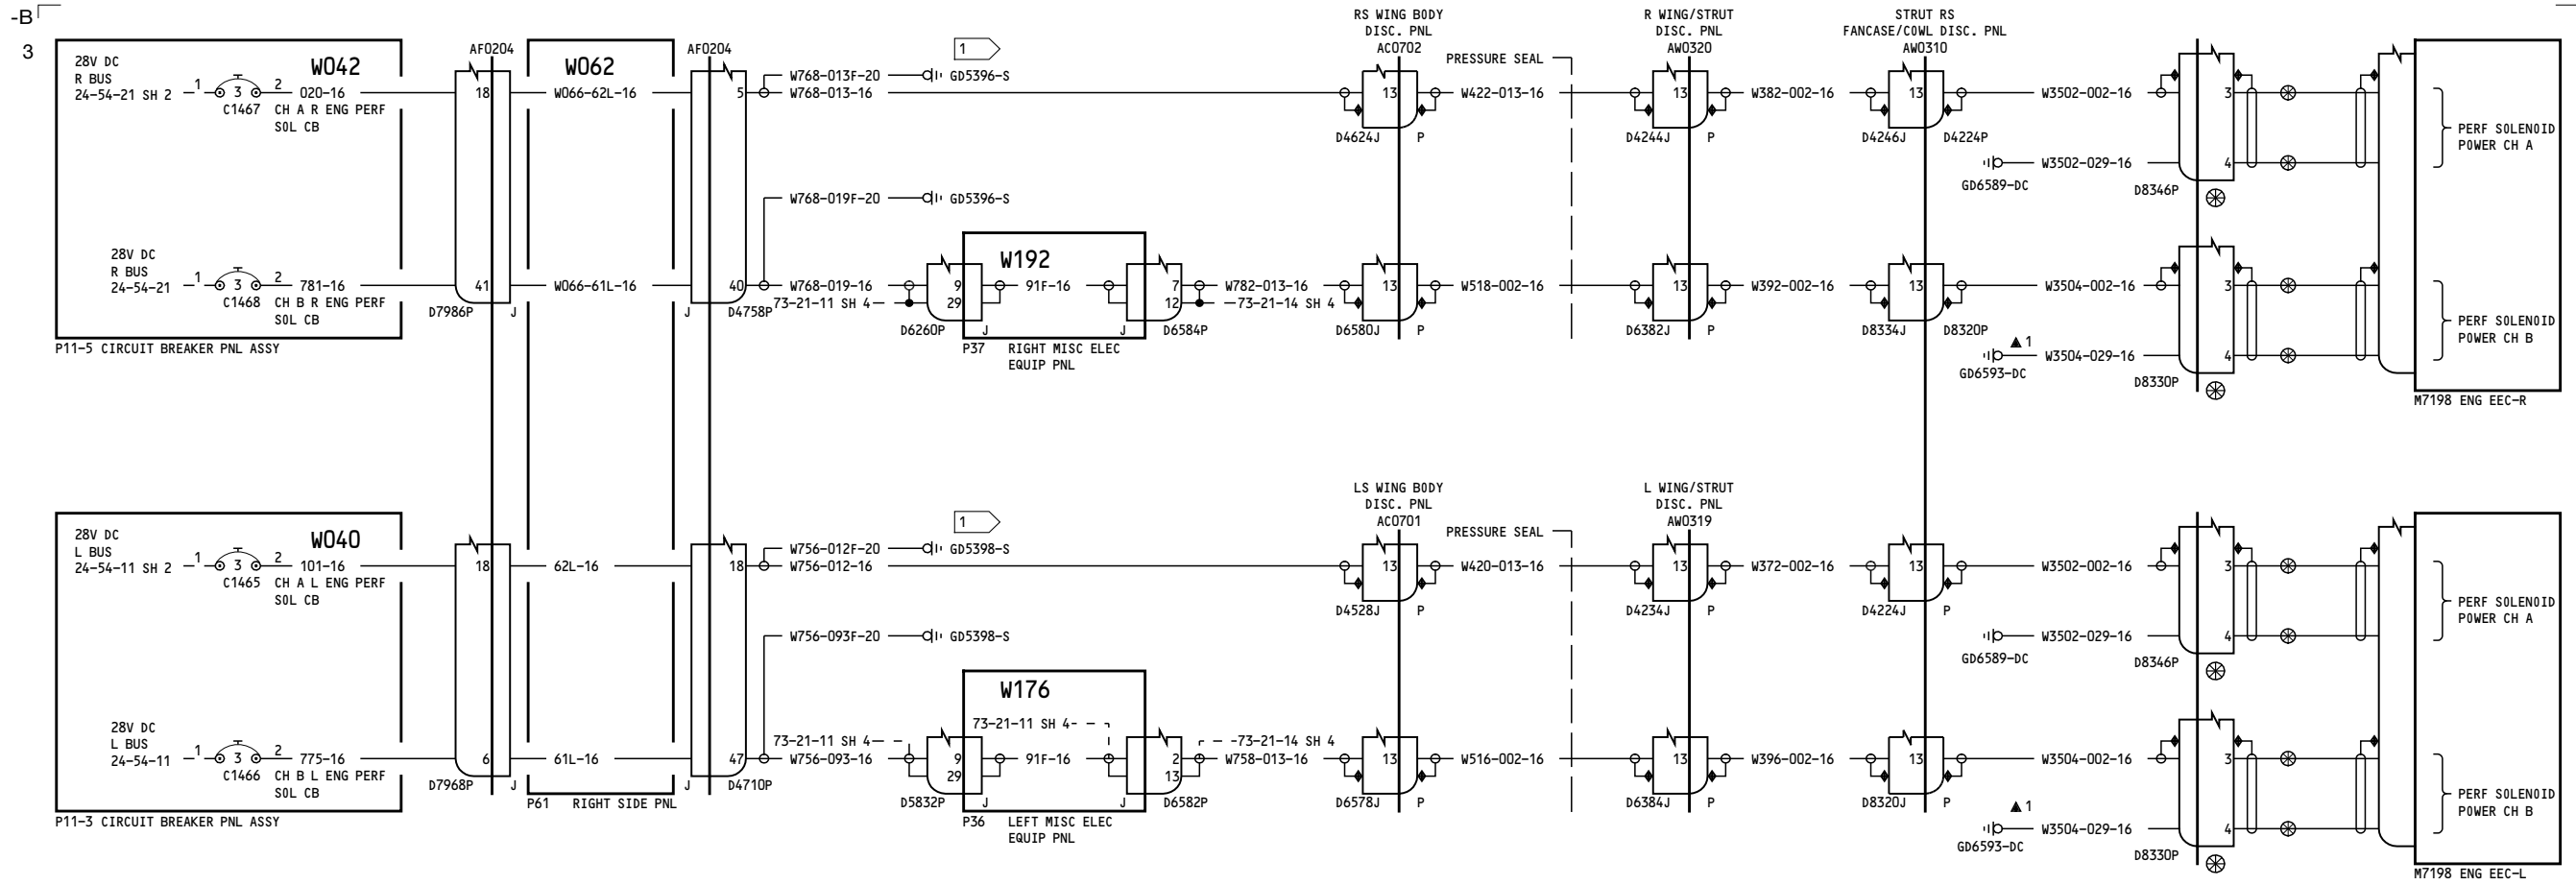 -B
3
28V DC
R BUS
24-54-21 SH 2
1
3
2
C1467
W042
020-16
CH A R ENG PERF
SOL CB
28V DC
R BUS
24-54-21
1
3
2
C1468
781-16
CH B R ENG PERF
SOL CB
P11-5 CIRCUIT BREAKER PNL ASSY
AF0204
18
41
D7986P
J
W062
W066-62L-16
W066-61L-16
AF0204
5
40
J
D4758P
1
W768-013F-20
GD5396-S
W768-013-16
W768-019F-20
GD5396-S
W768-019-16
73-21-11 SH 4
9
29
D6260P
J
W192
91F-16
P37 RIGHT MISC ELEC
EQUIP PNL
J
7
12
D6584P
W782-013-16
73-21-14 SH 4
RS WING BODY
DISC. PNL
AC0702
13
D4624J
P
13
D6580J
P
PRESSURE SEAL
W422-013-16
W518-002-16
R WING/STRUT
DISC. PNL
AW0320
13
D4244J
P
13
D6382J
P
W382-002-16
W392-002-16
STRUT RS
FANCASE/COWL DISC. PNL
AW0310
13
D4246J
D4224P
13
D8334J
D8320P
W3502-002-16
W3502-029-16
GD6589-DC
3
4
D8346P
W3504-002-16
1
W3504-029-16
GD6593-DC
3
4
D8330P
PERF SOLENOID
POWER CH A
PERF SOLENOID
POWER CH B
M7198 ENG EEC-R
28V DC
L BUS
24-54-11 SH 2
1
3
2
C1465
W040
101-16
CH A L ENG PERF
SOL CB
28V DC
L BUS
24-54-11
1
3
2
C1466
775-16
CH B L ENG PERF
SOL CB
P11-3 CIRCUIT BREAKER PNL ASSY
18
6
D7968P
J
62L-16
61L-16
P61 RIGHT SIDE PNL
18
47
J
D4710P
1
W756-012F-20
GD5398-S
W756-012-16
W756-093F-20
GD5398-S
73-21-11 SH 4
W756-093-16
9
29
D5832P
J
W176
73-21-11 SH 4
91F-16
P36 LEFT MISC ELEC
EQUIP PNL
J
2
13
D6582P
73-21-14 SH 4
W758-013-16
LS WING BODY
DISC. PNL
AC0701
13
D4528J
P
13
D6578J
P
PRESSURE SEAL
W420-013-16
W516-002-16
L WING/STRUT
DISC. PNL
AW0319
13
D4234J
P
13
D6384J
P
W372-002-16
W396-002-16
13
D4224J
P
13
D8320J
P
W3502-002-16
W3502-029-16
GD6589-DC
3
4
D8346P
W3504-002-16
1
W3504-029-16
GD6593-DC
3
4
D8330P
PERF SOLENOID
POWER CH A
PERF SOLENOID
POWER CH B
M7198 ENG EEC-L